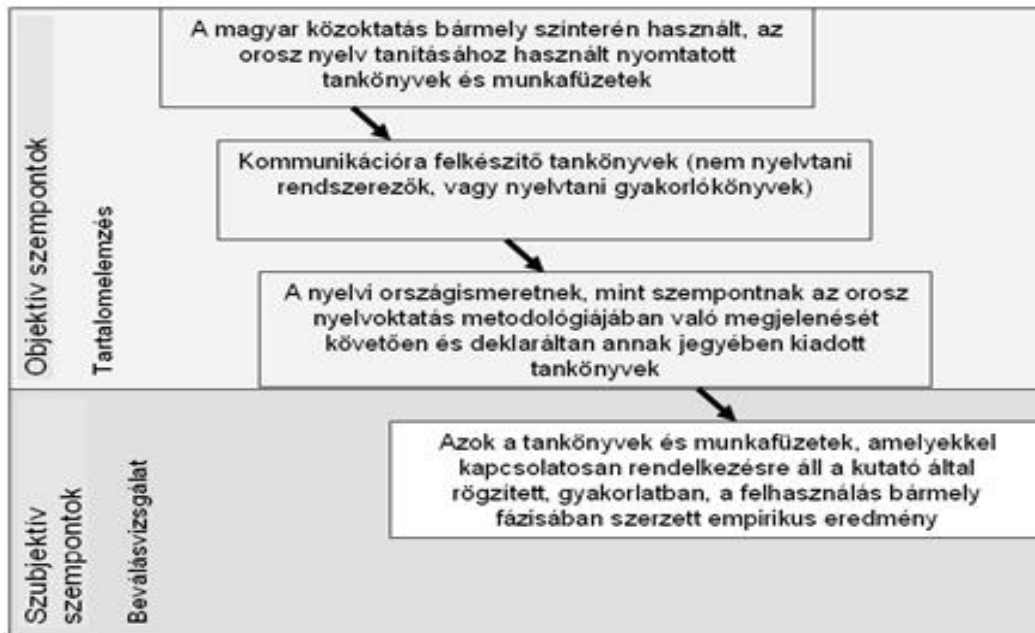 Objektív szempontok
Tartalomelemzés
A magyar közoktatás bármely színterén használt, az
orosz nyelv tanításához használt nyomtatott
tankönyvek és munkafüzetek
Kommunikációra felkészítő tankönyvek (nem nyelvtani
rendszerezők, vagy nyelvtani gyakorlókönyvek)
A nyelvi országismeretnek, mint szempontnak az orosz
nyelvoktatás metodológiájában való megjelenését
követően és deklaráltan annak jegyében kiadott
tankönyvek
Szubjektív
szempontok
Beválásvizsgálat
Azok a tankönyvek és munkafüzetek, amelyekkel
kapcsolatosan rendelkezésre áll a kutató által
rögzített, gyakorlatban, a felhasználás bármely
fázisában szerzett empirikus eredmény